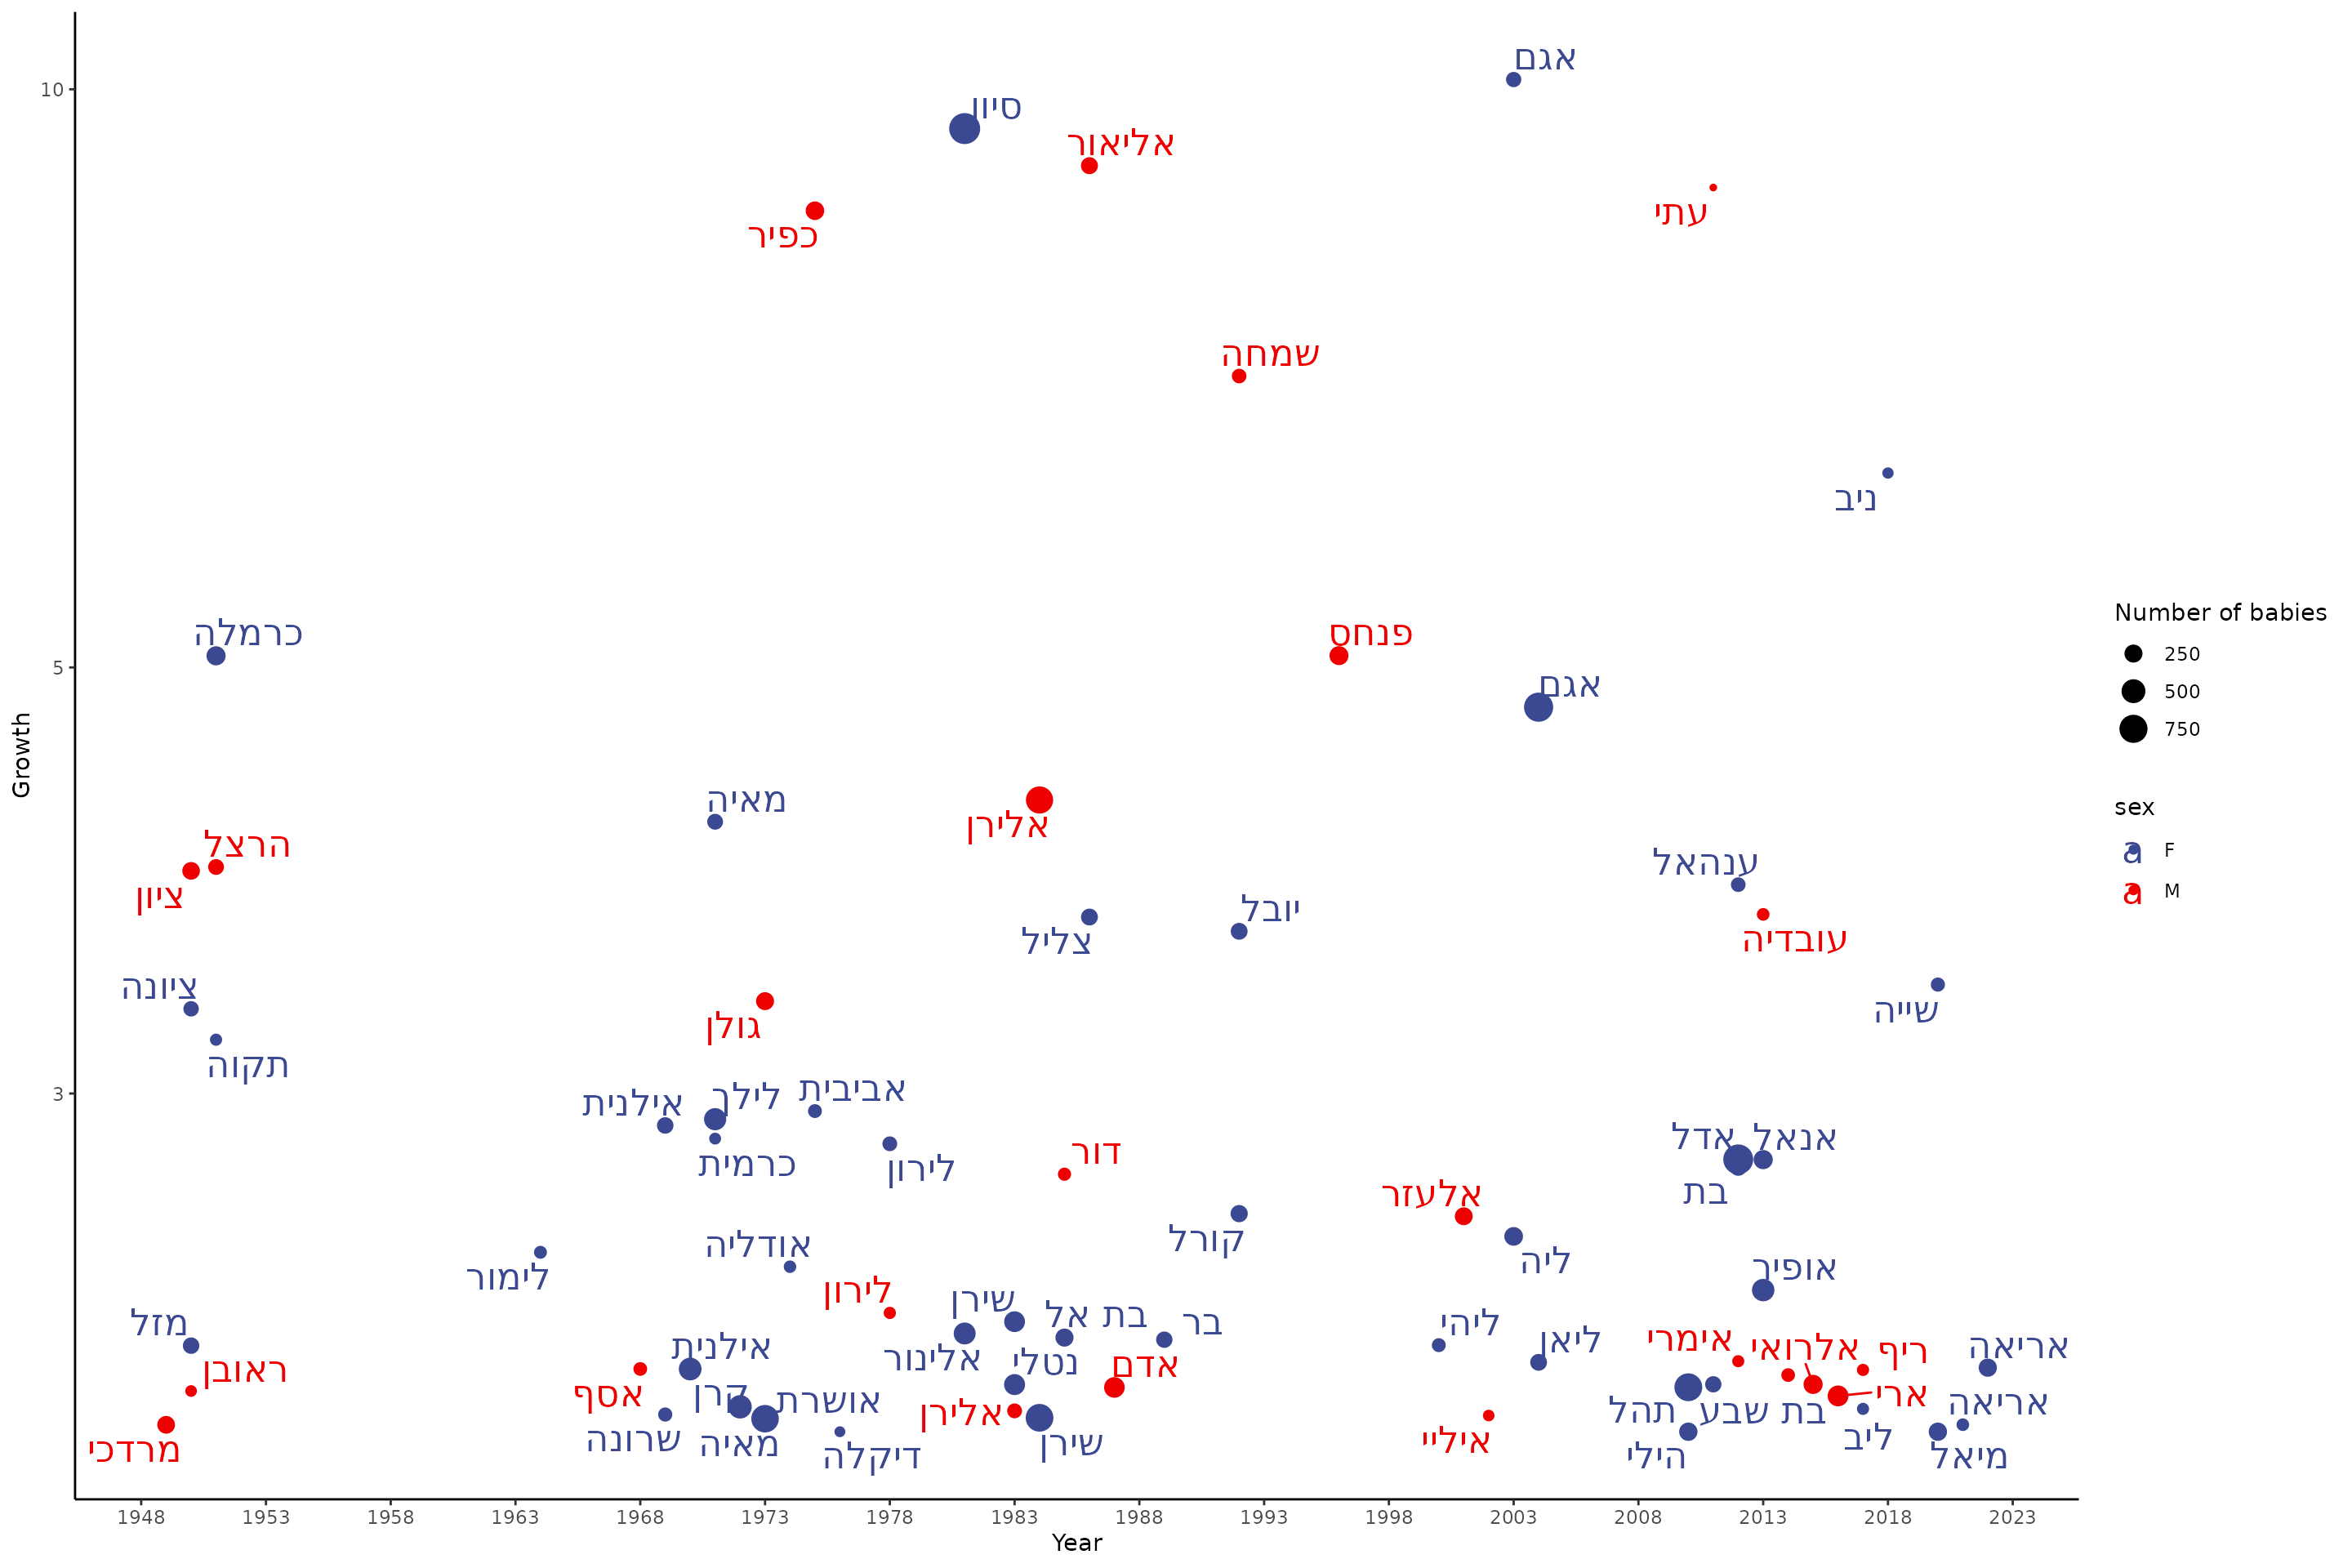 אגם
10
סיון
אליאור
עתי
כפיר
שמחה
ניב
כרמלה
פנחס
5
אגם
מאיה
אלירן
הרצל
ענהאל
ציון
יובל
עובדיה
צליל
ציונה
שייה
גולן
תקוה
3
אילנית
לילך
אביבית
כרמית
לירון
דור
אדל
אנאל
בת
אלעזר
קורל
ליה
אודליה
לימור
אופיר
לירון
שירן
בת אל
בר
ליהי
מזל
אלינור
נטלי
אילנית
ליאן
אימרי
אלרואי
ריף
אריאה
ראובן
אדם
אסף
קרן
אושרת
ארי
אריאה
תהל
בת שבע
אלירן
מרדכי
שרונה
מאיה
דיקלה
שירן
איליי
הילי
ליב
מיאל
1948 1953 1958 1963 1968 1973 1978 1983 1988 1993 1998 2003 2008 2013 2018 2023
Year
Growth
Number of babies
250
500
750
sex
a F
a M